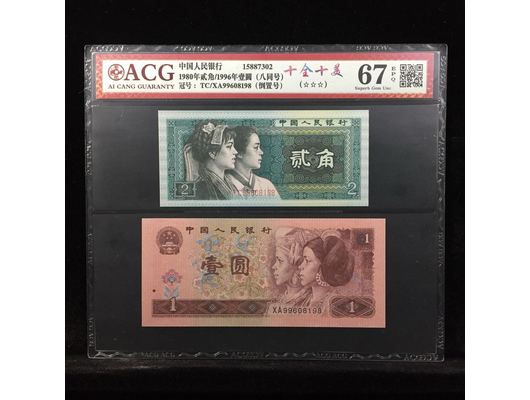 ACG
AI CANG GUARANTY
中国人民银行 15887302
1980年贰角/1996年壹圆（八同号）
冠号：TC/XA99608198（倒置号）
十全十美
（☆☆☆）
67 EPQ
Superb Gem Unc
中国人民银行
贰角
2
2
TC99608198
中国人民银行
壹圆
1
1
XA99608198